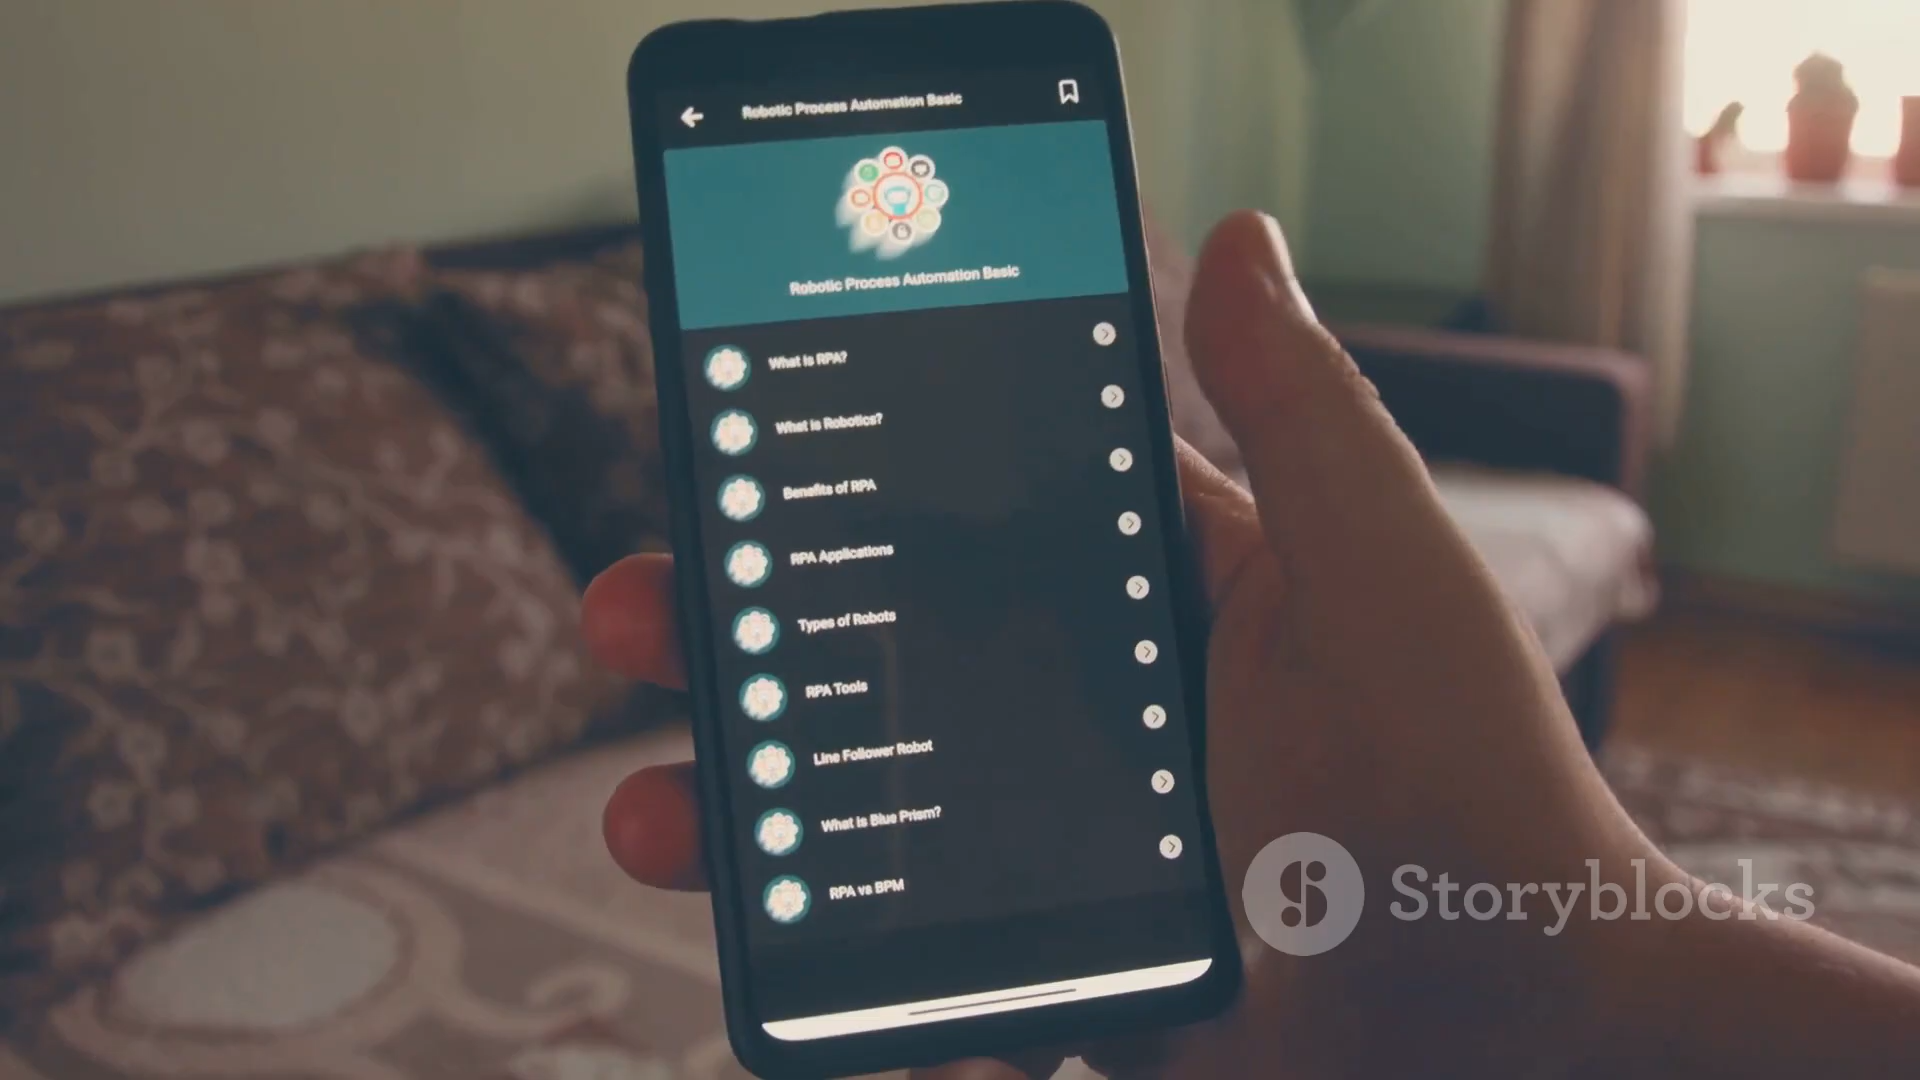 Robotic Process Automation Basic
Robotic Process Automation Basic
What is RPA?
What is Robotics?
Benefits of RPA
RPA Applications
Types of Robots
RPA Tools
Line Follower Robot
What is Blue Prism?
RPA vs BPM
Storyblocks